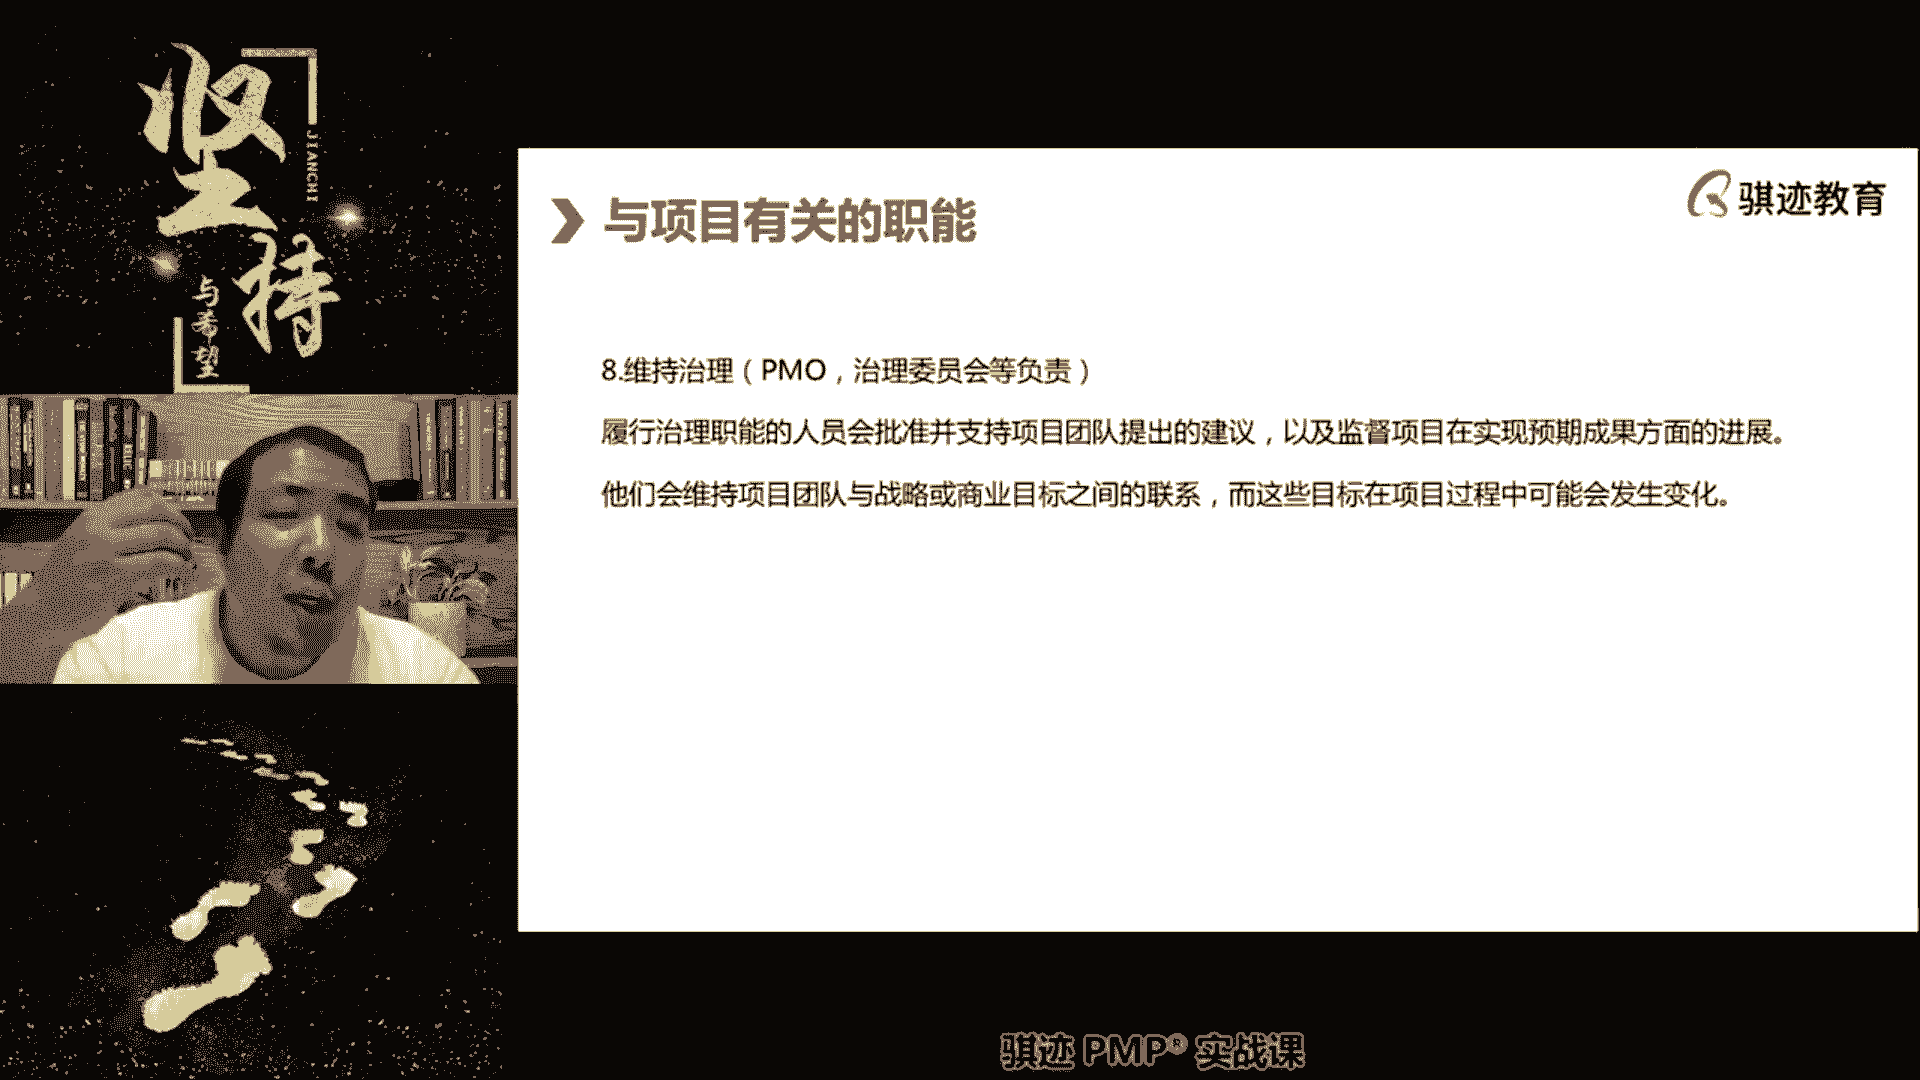 坚持
JIANCHI
与希望
骐迹教育
与项目有关的职能
8.维持治理（PMO，治理委员会等负责）
履行治理职能的人员会批准并支持项目团队提出的建议，以及监督项目在实现预期成果方面的进展。
他们会维持项目团队与战略或商业目标之间的联系，而这些目标在项目过程中可能会发生变化。
骐迹 PMP® 实战课